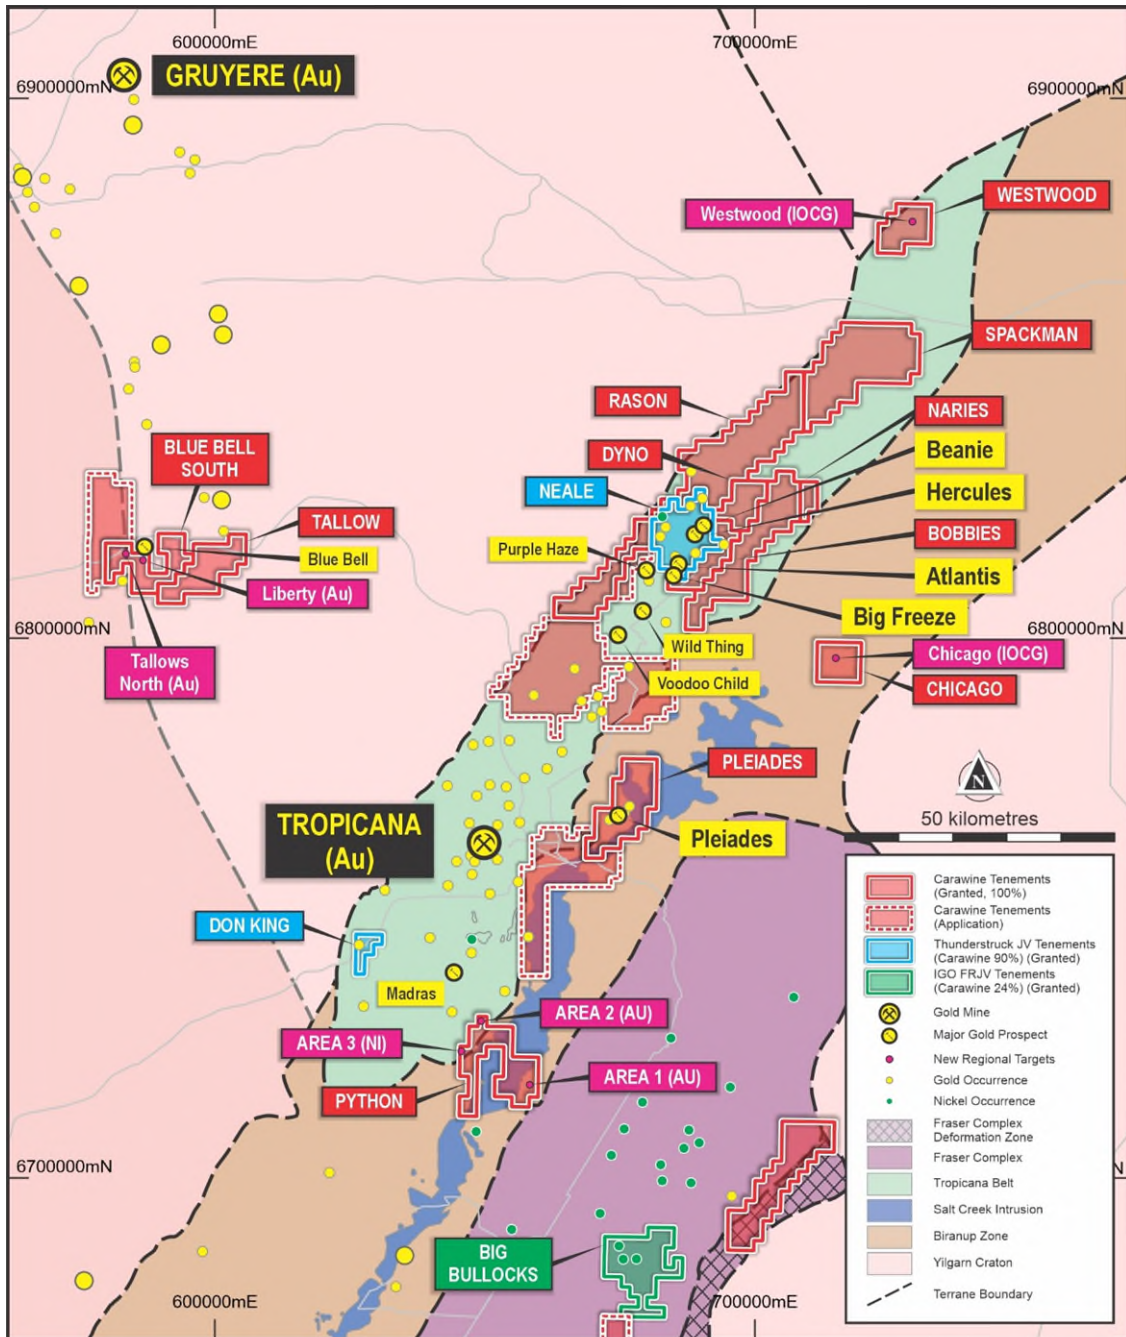 600000mE
700000mE
GRUYERE (Au)
6900000mN
6900000mN
Westwood (IOCG)
WESTWOOD
SPACKMAN
RASON
NARIES
BLUE BELL
SOUTH
DYNO
Beanie
NEALE
Hercules
TALLOW
BOBBIES
Purple Haze
Blue Bell
Atlantis
Liberty (Au)
Big Freeze
6800000mN
6800000mN
Wild Thing
Tallows
North (Au)
Chicago (IOCG)
Voodoo Child
CHICAGO
PLEIADES
N
50 kilometres
TROPICANA
(Au)
Pleiades
DON KING
Madras
AREA 2 (AU)
AREA 3 (NI)
AREA 1 (AU)
PYTHON
6700000mN
N
BIG
BULLOCKS
600000mE
700000mE
Carawine Tenements
(Granted, 100%)
Carawine Tenements
(Application)
Thunderstruck JV Tenements
(Carawine 90%) (Granted)
IGO FRJV Tenements
(Carawine 24%) (Granted)
Gold Mine
Major Gold Prospect
New Regional Targets
Gold Occurrence
Nickel Occurrence
Fraser Complex
Deformation Zone
Fraser Complex
Tropicana Belt
Salt Creek Intrusion
Biranup Zone
Yilgarn Craton
Terrane Boundary